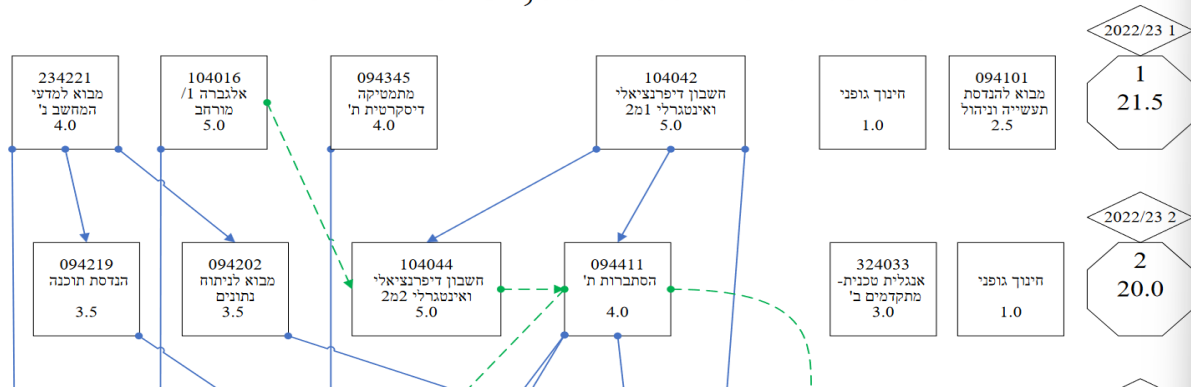 2022/23 1
1
21.5
094101
מבוא להנדסת
תעשייה וניהול
2.5
חינוך גופני
1.0
104042
חשבון דיפרנציאלי
ואינטגרלי 1מ2
5.0
094345
מתמטיקה
דיסקרטית ת'
4.0
104016
אלגברה 1/
מורחב
5.0
234221
מבוא למדעי
המחשב נ'
4.0
2022/23 2
2
20.0
חינוך גופני
1.0
324033
אנגלית טכנית-
מתקדמים ב'
3.0
094411
הסתברות ת'
4.0
104044
חשבון דיפרנציאלי
ואינטגרלי 2מ2
5.0
094202
מבוא לניתוח
נתונים
3.5
094219
הנדסת תוכנה
3.5